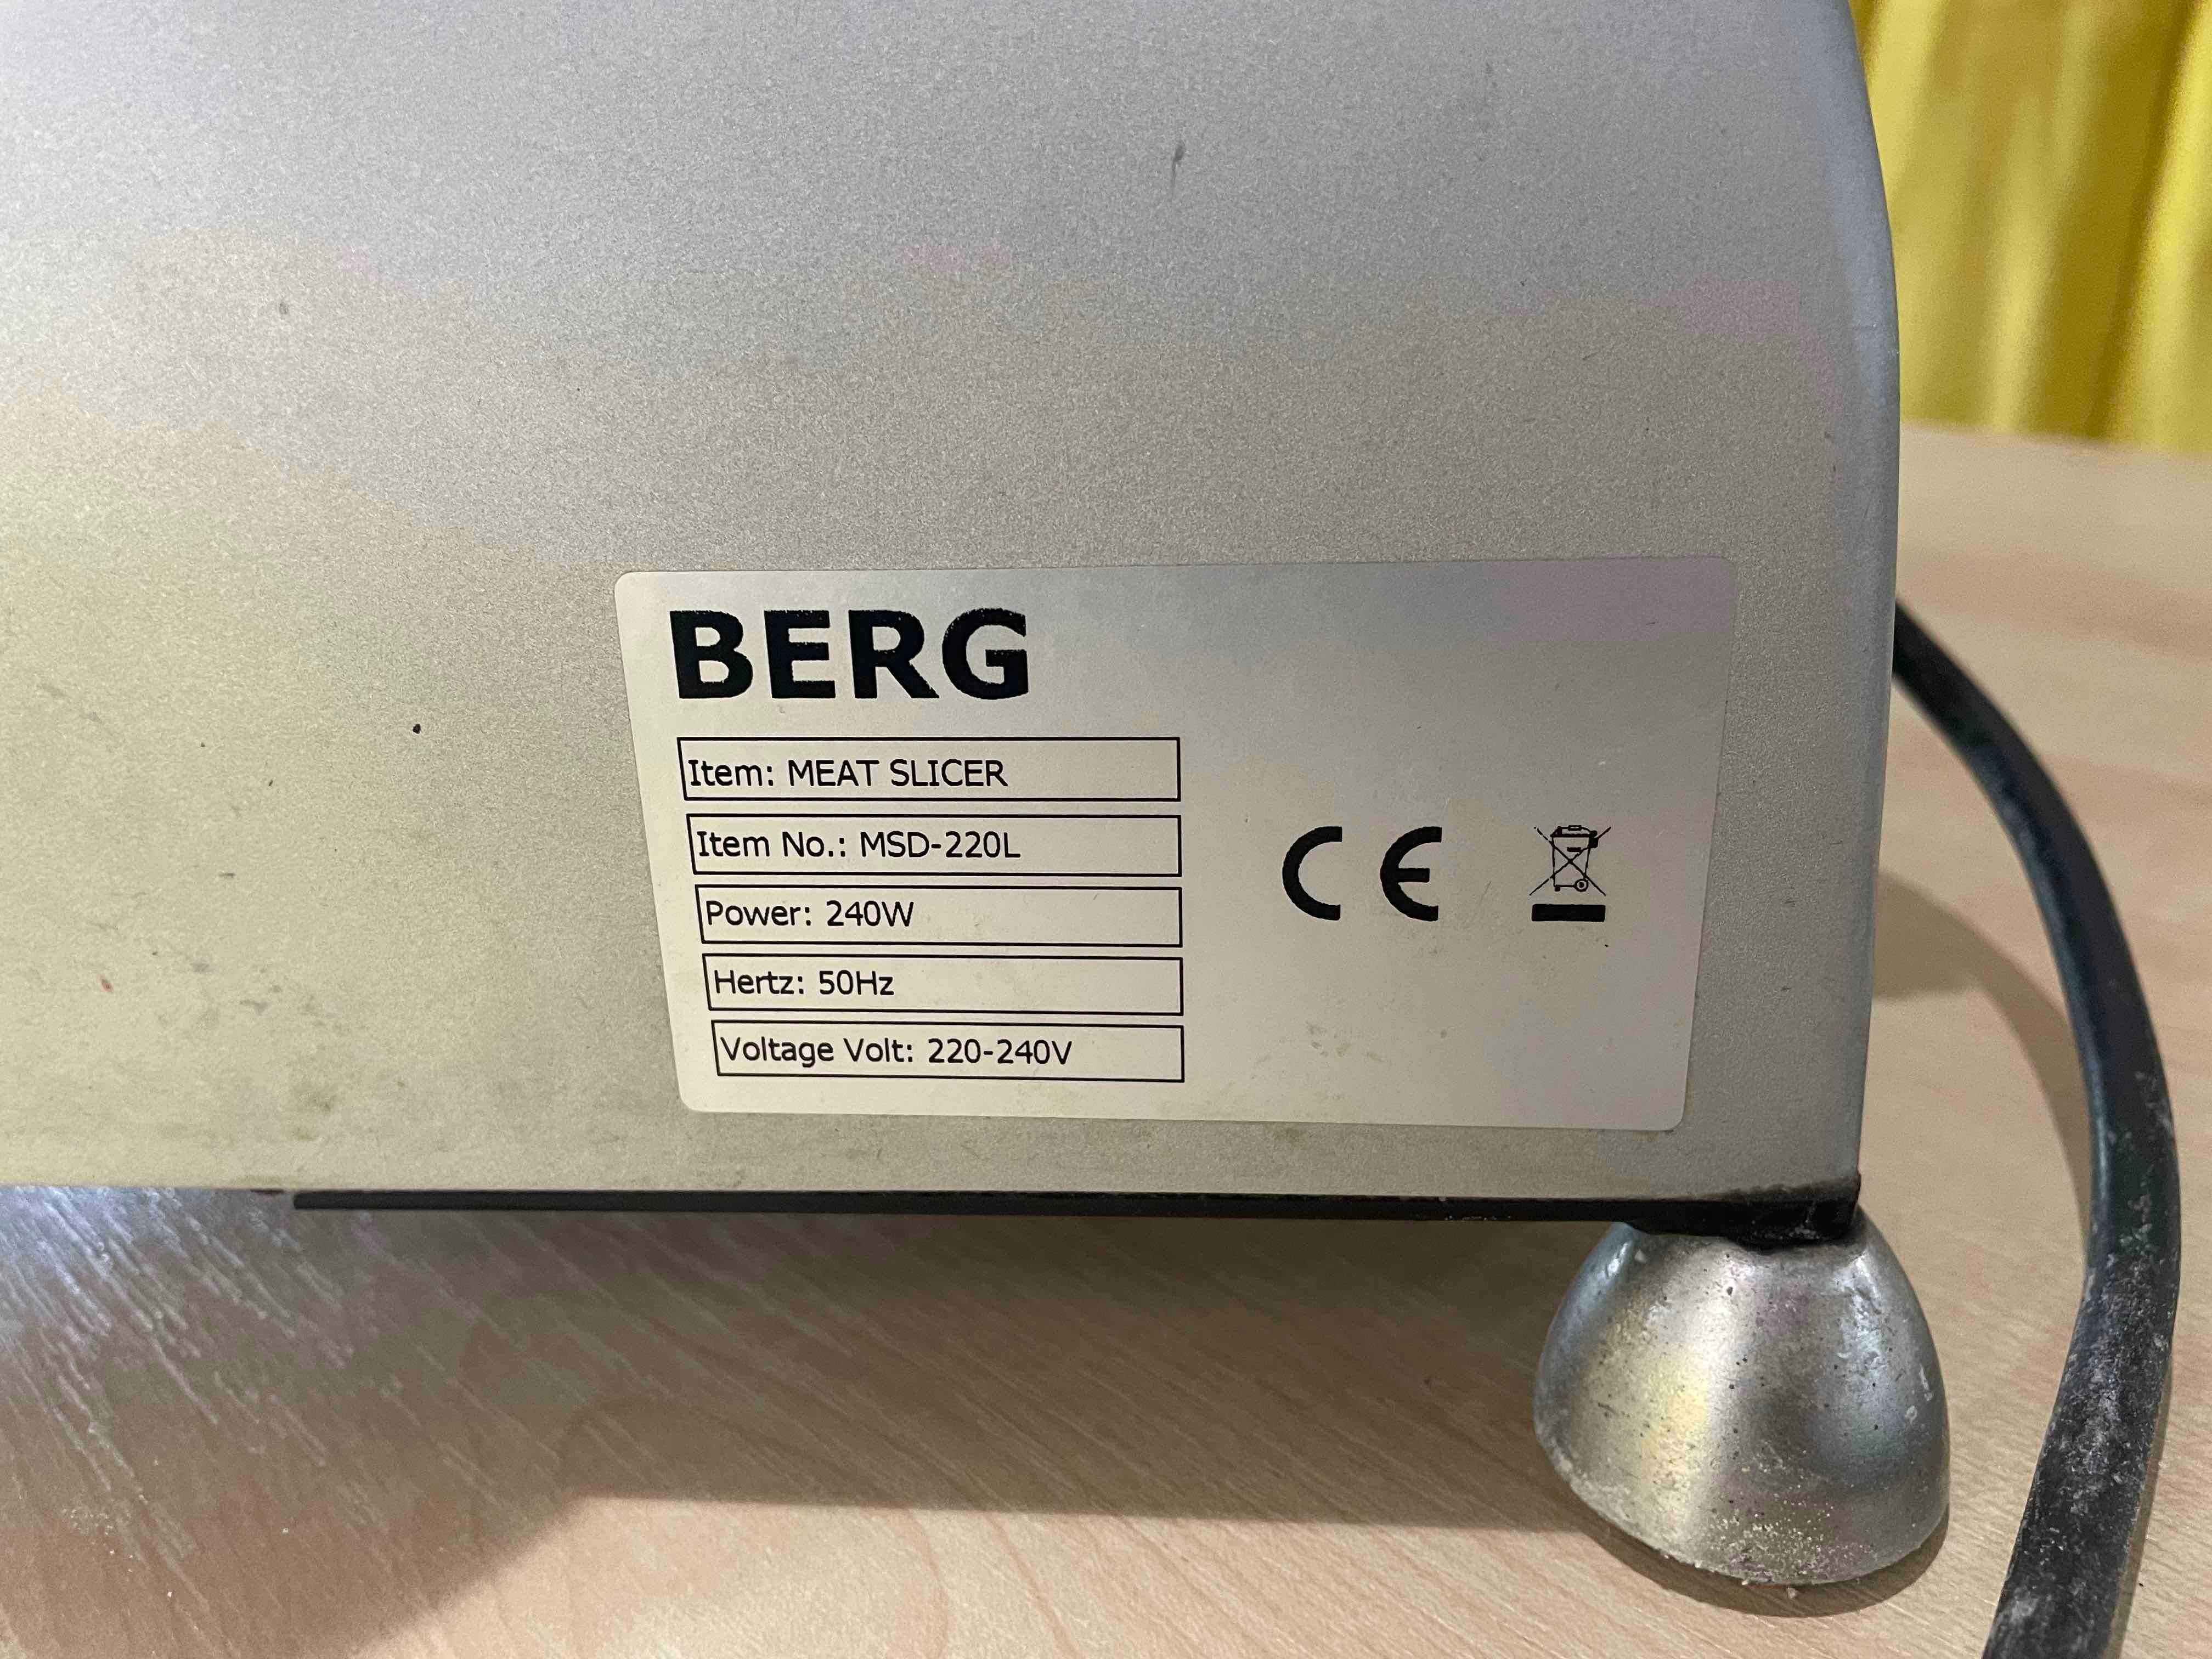 BERG
Item: MEAT SLICER
Item No.: MSD-220L
Power: 240W
Hertz: 50Hz
Voltage Volt: 220-240V
CE